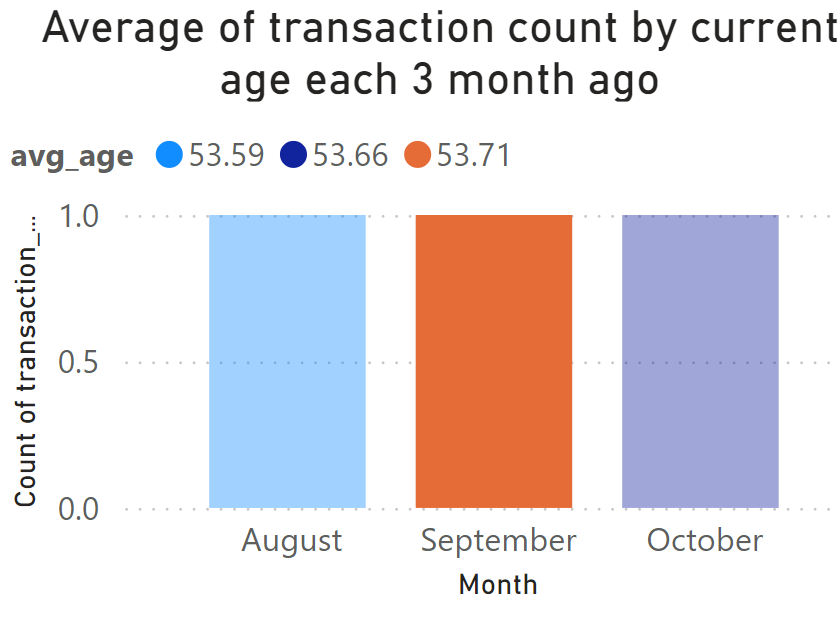 Average of transaction count by current
age each 3 month ago
avg_age 53.59 53.66 53.71
Count of transaction_...
1.0
0.5
0.0
August September October
Month